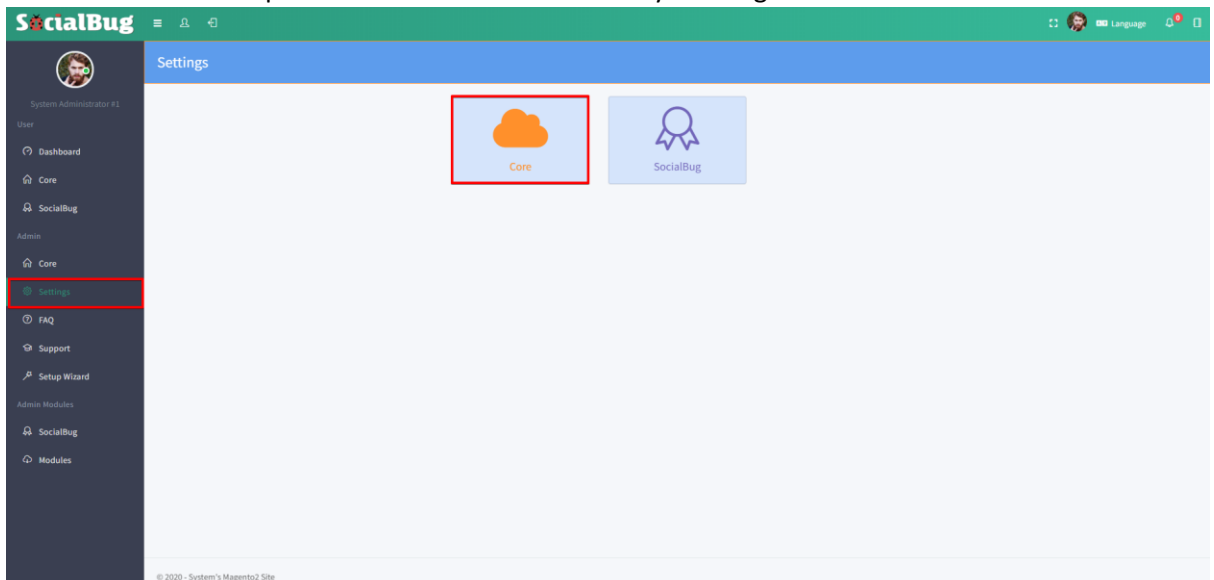 SocialBug
Language
0
Settings
System Administrator #1
User
Dashboard
Core
SocialBug
Admin
Core
Settings
FAQ
Support
Setup Wizard
Admin Modules
SocialBug
Modules
Core
SocialBug
© 2020 - System's Magento2 Site